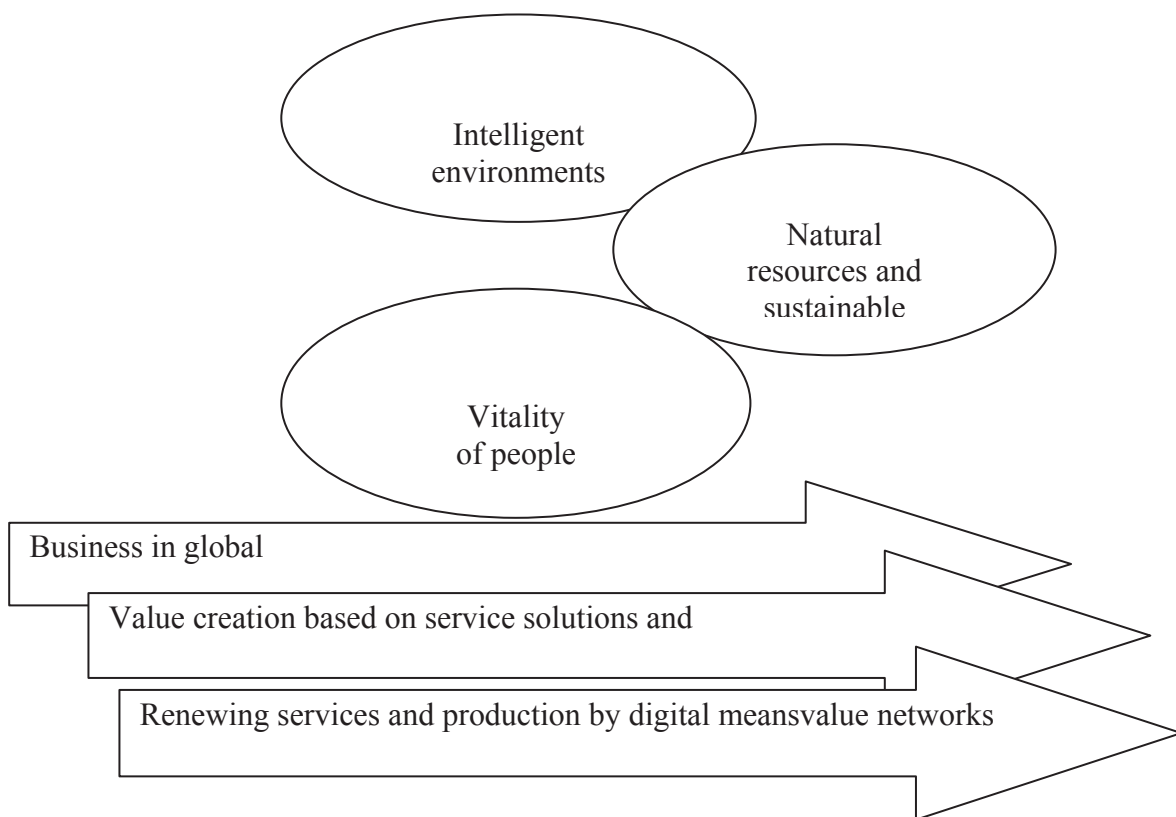 Intelligent
environments
Natural
resources and
sustainable
Vitality
of people
Business in global
Value creation based on service solutions and
Renewing services and production by digital meansvalue networks